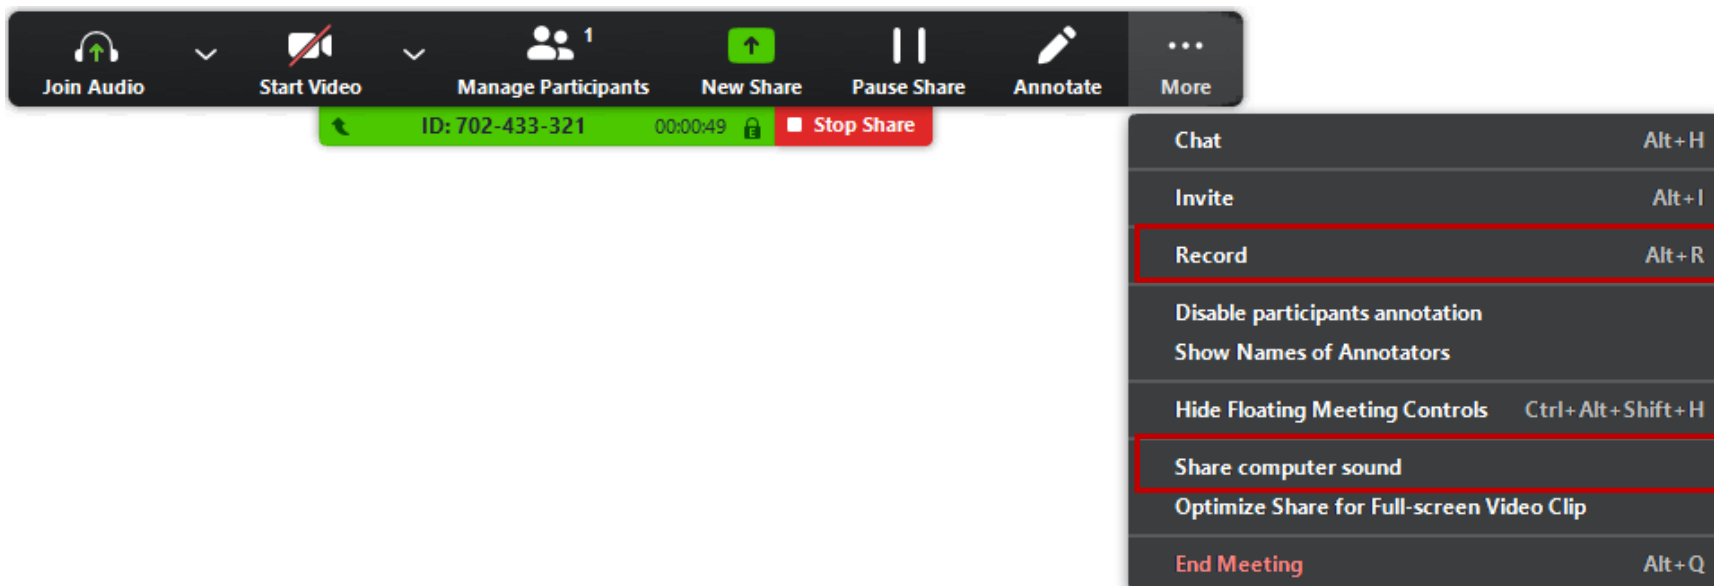 1
Join Audio Start Video Manage Participants New Share Pause Share Annotate More
ID: 702-433-321 00:00:49 E Stop Share
Chat Alt+H
Invite Alt+I
Record Alt+R
Disable participants annotation
Show Names of Annotators
Hide Floating Meeting Controls Ctrl+Alt+Shift+H
Share computer sound
Optimize Share for Full-screen Video Clip
End Meeting Alt+Q